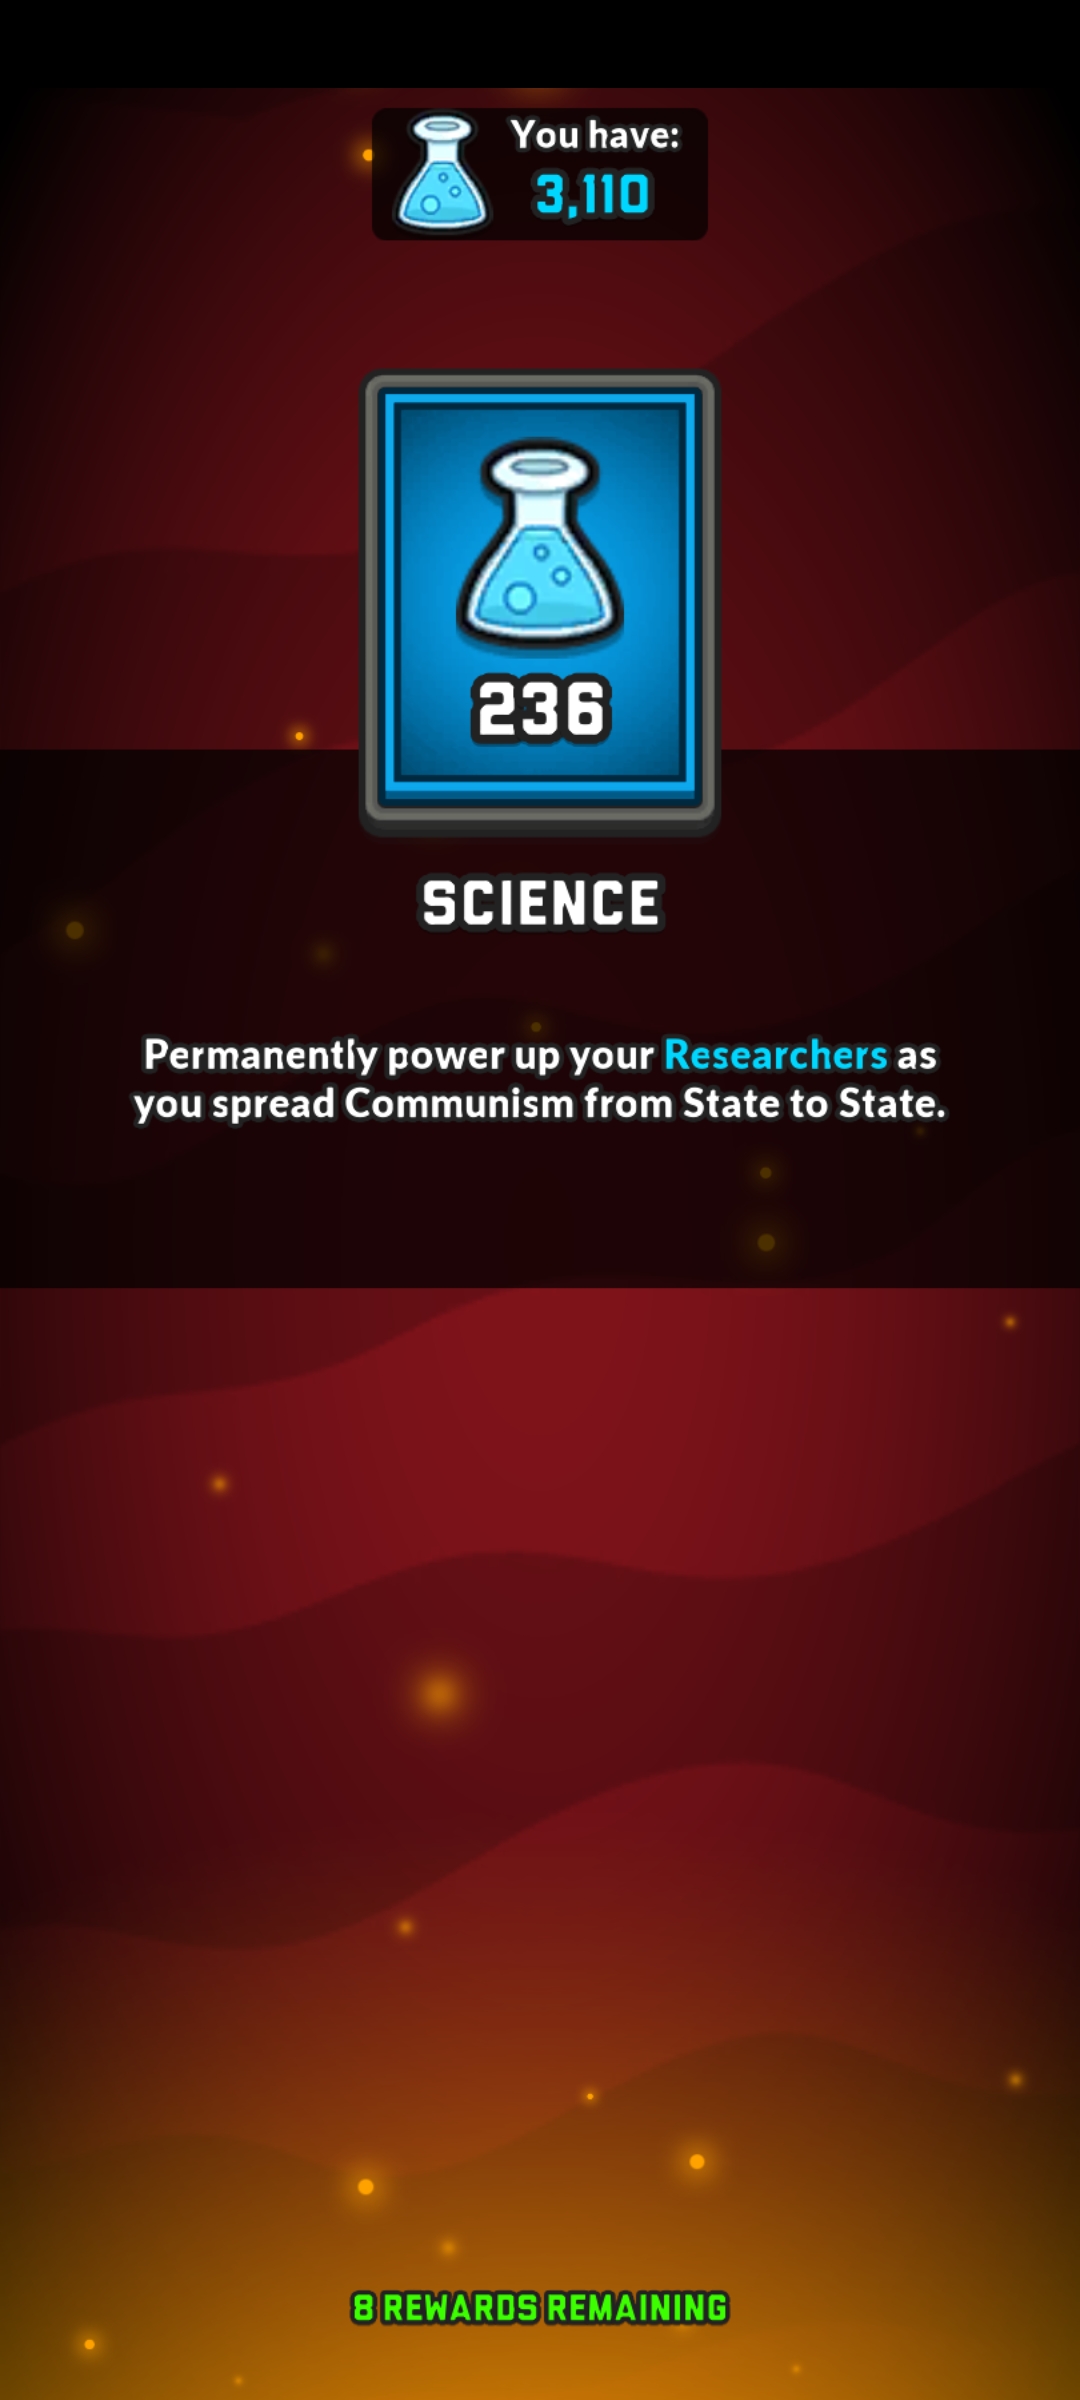 You have:
3,110
236
SCIENCE
Permanently power up your Researchers as
you spread Communism from State to State.
8 REWARDS REMAINING